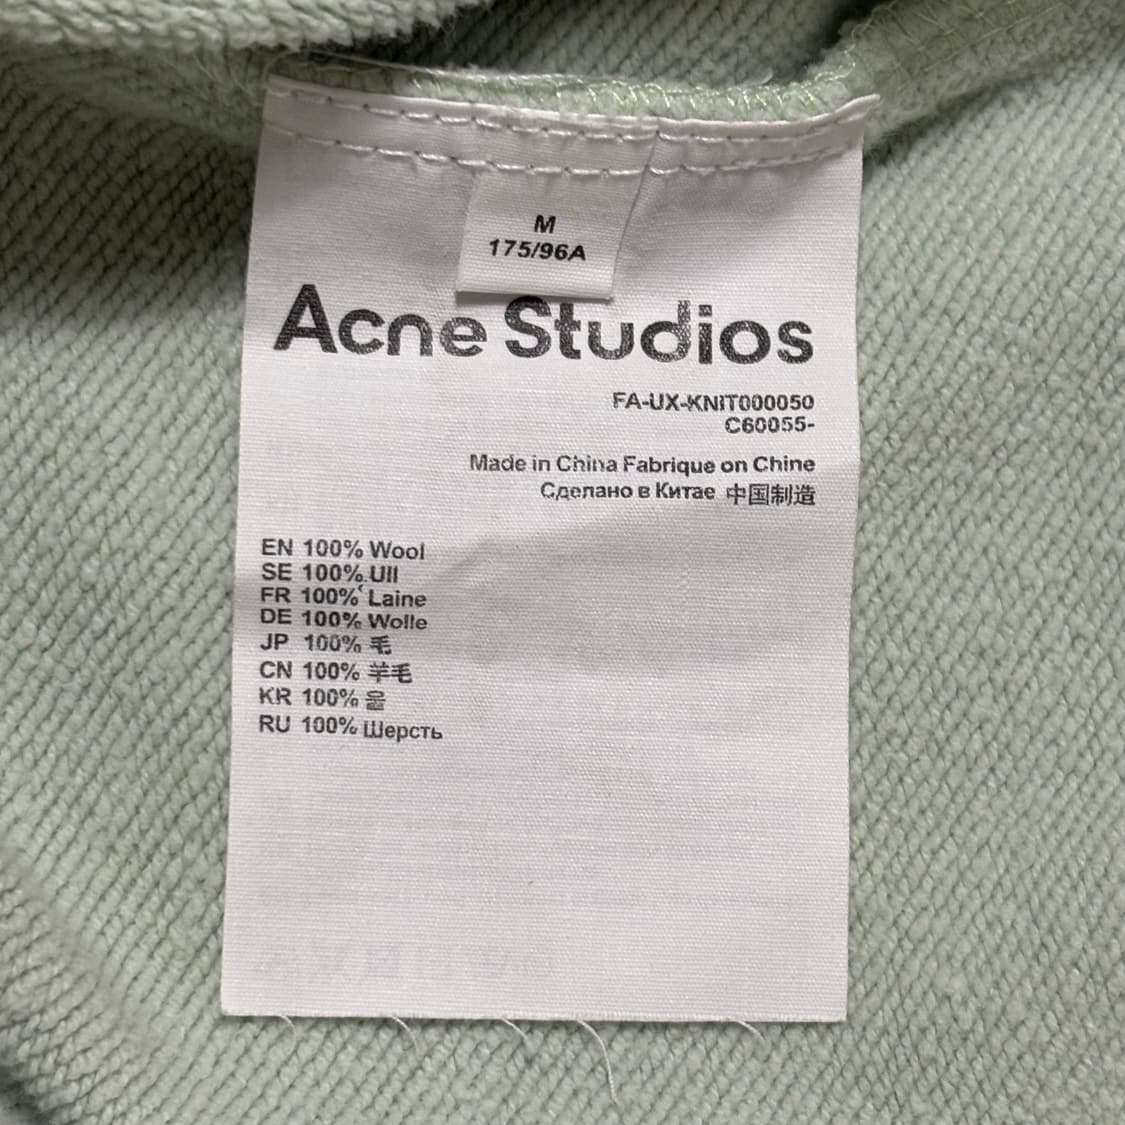 M
175/96A
Acne Studios
FA-UX-KNIT000050
C60055-
Made in China Fabrique on Chine
Сделано в Китае 中国制造
EN 100% Wool
SE 100% Ull
FR 100% Laine
DE 100% Wolle
JP 100% 毛
CN 100% 羊毛
KR 100% 울
RU 100% Шерсть